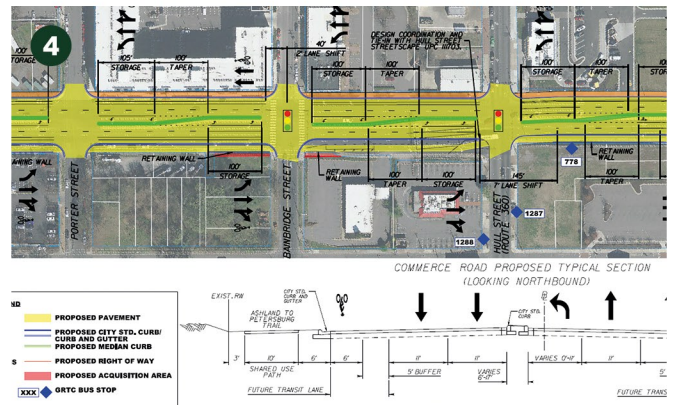 4
DESIGN COORDINATION AND
TIE-IN WITH HULL STREET
STREETSCAPE UPC 111703.
100'
STORAGE
105'
STORAGE
100'
TAPER
40'
2' LANE SHIFT
100'
STORAGE
100'
TAPER
100'
STORAGE
100'
TAPER
RETAINING WALL
100'
STORAGE
RETAINING
WALL
100'
TAPER
100'
STORAGE
145'
1' LANE SHIFT
RETAINING
WALL
100'
TAPER
778
1287
1288
PORTER STREET
BAINBRIDGE STREET
HULL STREET
(ROUTE 360)
COMMERCE ROAD PROPOSED TYPICAL SECTION
(LOOKING NORTHBOUND)
PROPOSED PAVEMENT
PROPOSED CITY STD. CURB/
CURB AND GUTTER
PROPOSED MEDIAN CURB
PROPOSED RIGHT OF WAY
PROPOSED ACQUISITION AREA
XXX GRTC BUS STOP
EXIST. RW
ASHLAND TO
PETERSBURG
TRAIL
CITY STD.
CURB AND
GUTTER
CITY STD.
CURB
3'
10'
6'
6'
11'
11'
VARIES 0'-11'
11'
SHARED USE
PATH
5' BUFFER
VARIES
6'-17'
FUTURE TRANSIT LANE
FUTURE TRANS